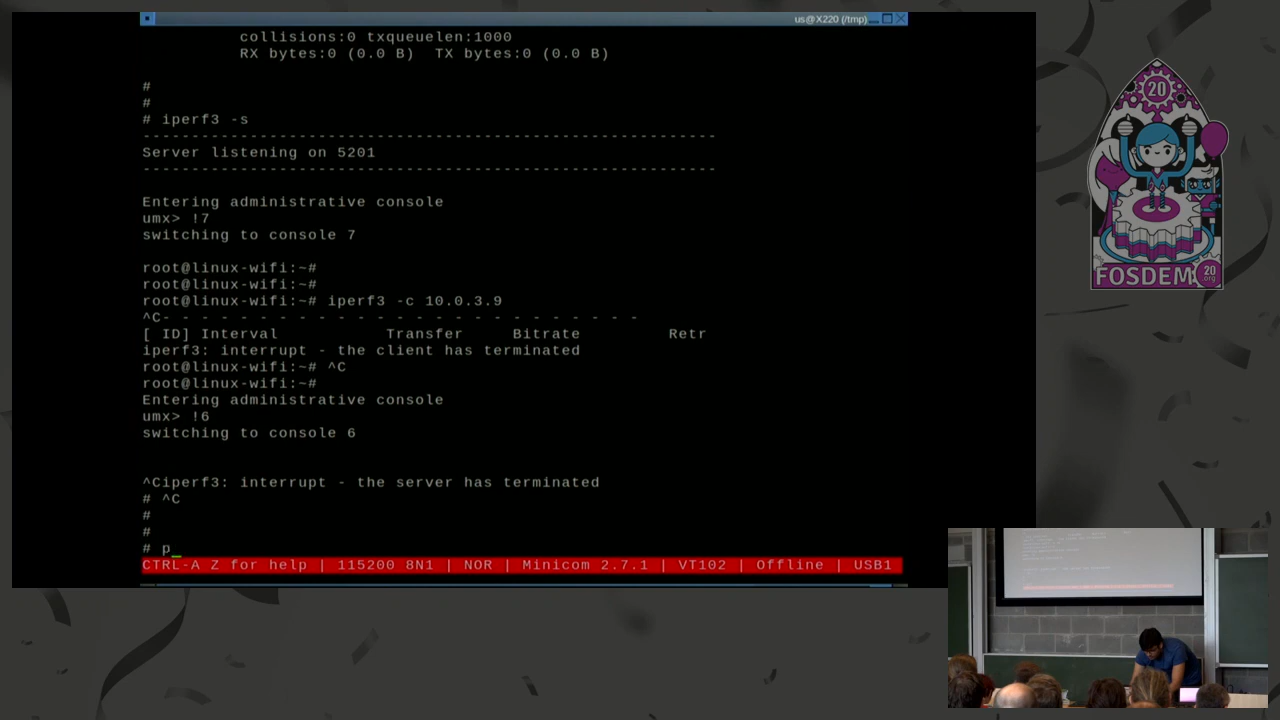 us@X220 (/tmp)
collisions:0 txqueuelen:1000
RX bytes:0 (0.0 B)  TX bytes:0 (0.0 B)
#
#
# iperf3 -s
-----------------------------------------------------------
Server listening on 5201
-----------------------------------------------------------
Entering administrative console
umx> !7
switching to console 7
root@linux-wifi:~#
root@linux-wifi:~#
root@linux-wifi:~# iperf3 -c 10.0.3.9
^C- - - - - - - - - - - - - - - - - - - - - - - - -
[ ID] Interval           Transfer     Bitrate         Retr
iperf3: interrupt - the client has terminated
root@linux-wifi:~# ^C
root@linux-wifi:~#
Entering administrative console
umx> !6
switching to console 6
^Ciperf3: interrupt - the server has terminated
# ^C
#
#
# p_
CTRL-A Z for help | 115200 8N1 | NOR | Minicom 2.7.1 | VT102 | Offline | USB1
20
FOSDEM
20
.org